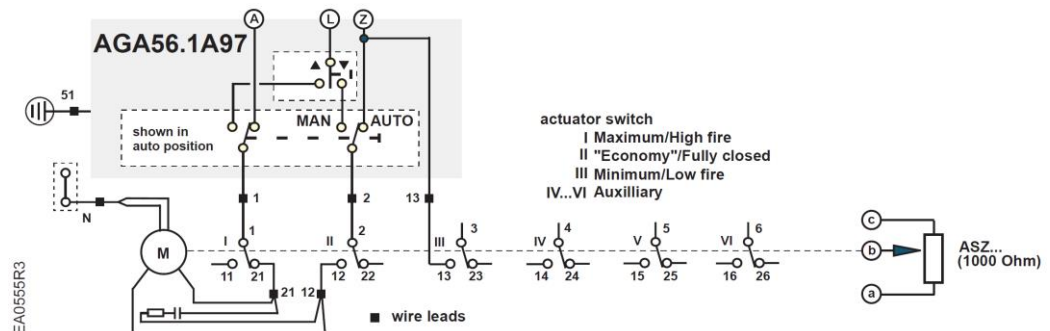 A L Z
AGA56.1A97
51
MAN AUTO
shown in
auto position
actuator switch
I Maximum/High fire
II "Economy"/Fully closed
III Minimum/Low fire
IV...VI Auxilliary
1 2 13
N
1 2 3 4 5 6
I II III IV V VI
c
M
b
ASZ...
(1000 Ohm)
11 21 12 22 13 23 14 24 15 25 16 26
21 12
a
wire leads
EA0555R3